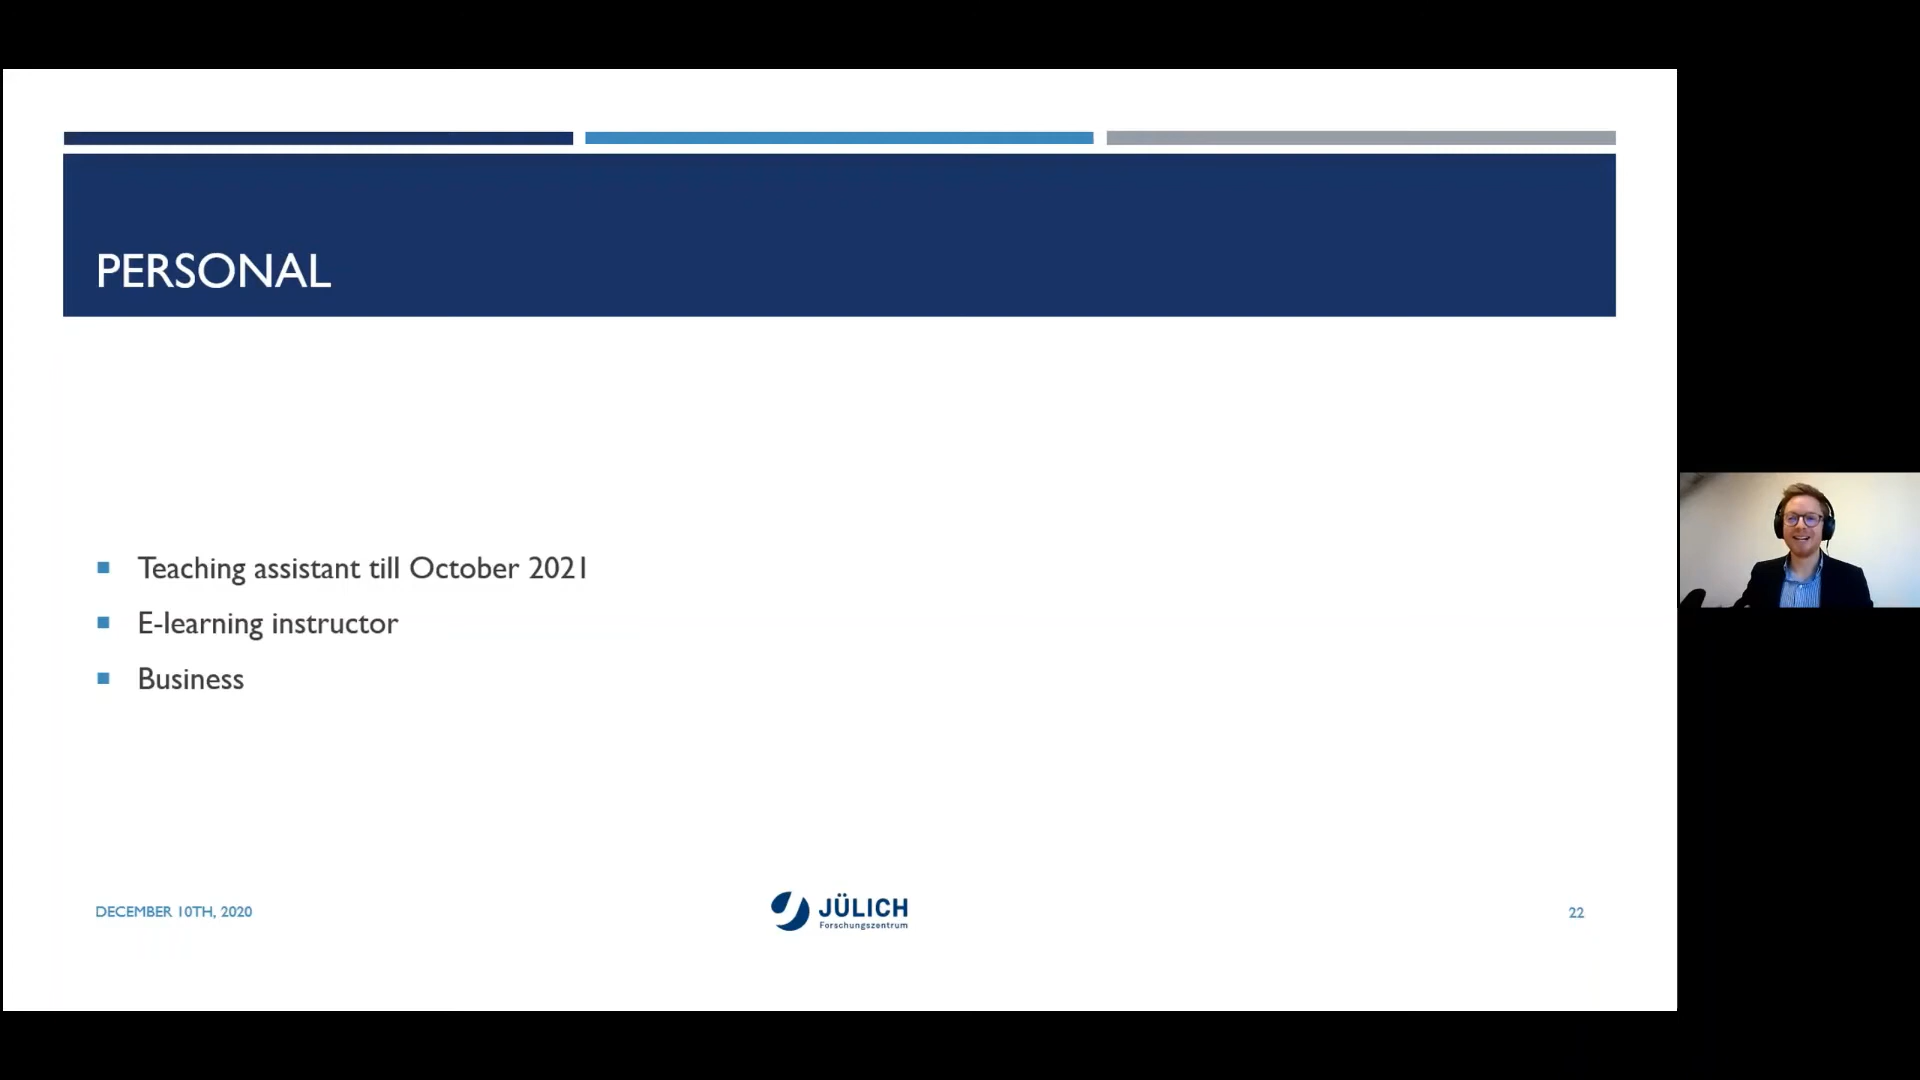 PERSONAL
Teaching assistant till October 2021
E-learning instructor
Business
DECEMBER 10TH, 2020
JÜLICH
Forschungszentrum
22